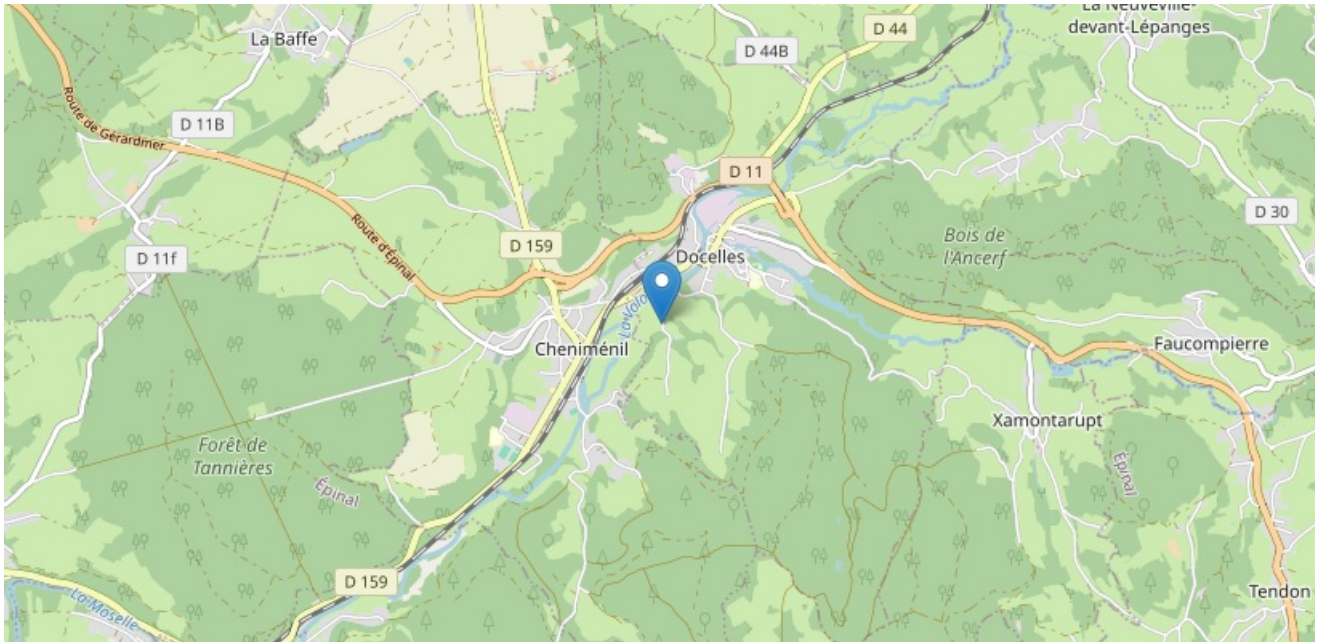 La Neuveville-
devant-Lépanges
La Baffe
D 44
D 44B
Route de Gérardmer
D 11B
D 11
D 30
Route d'Épinal
Bois de
l'Ancerf
D 159
D 11f
Docelles
La Volo
Cheniménil
Faucompierre
Xamontarupt
Forêt de
Tannières
Épinal
Épinal
D 159
La Moselle
Tendon